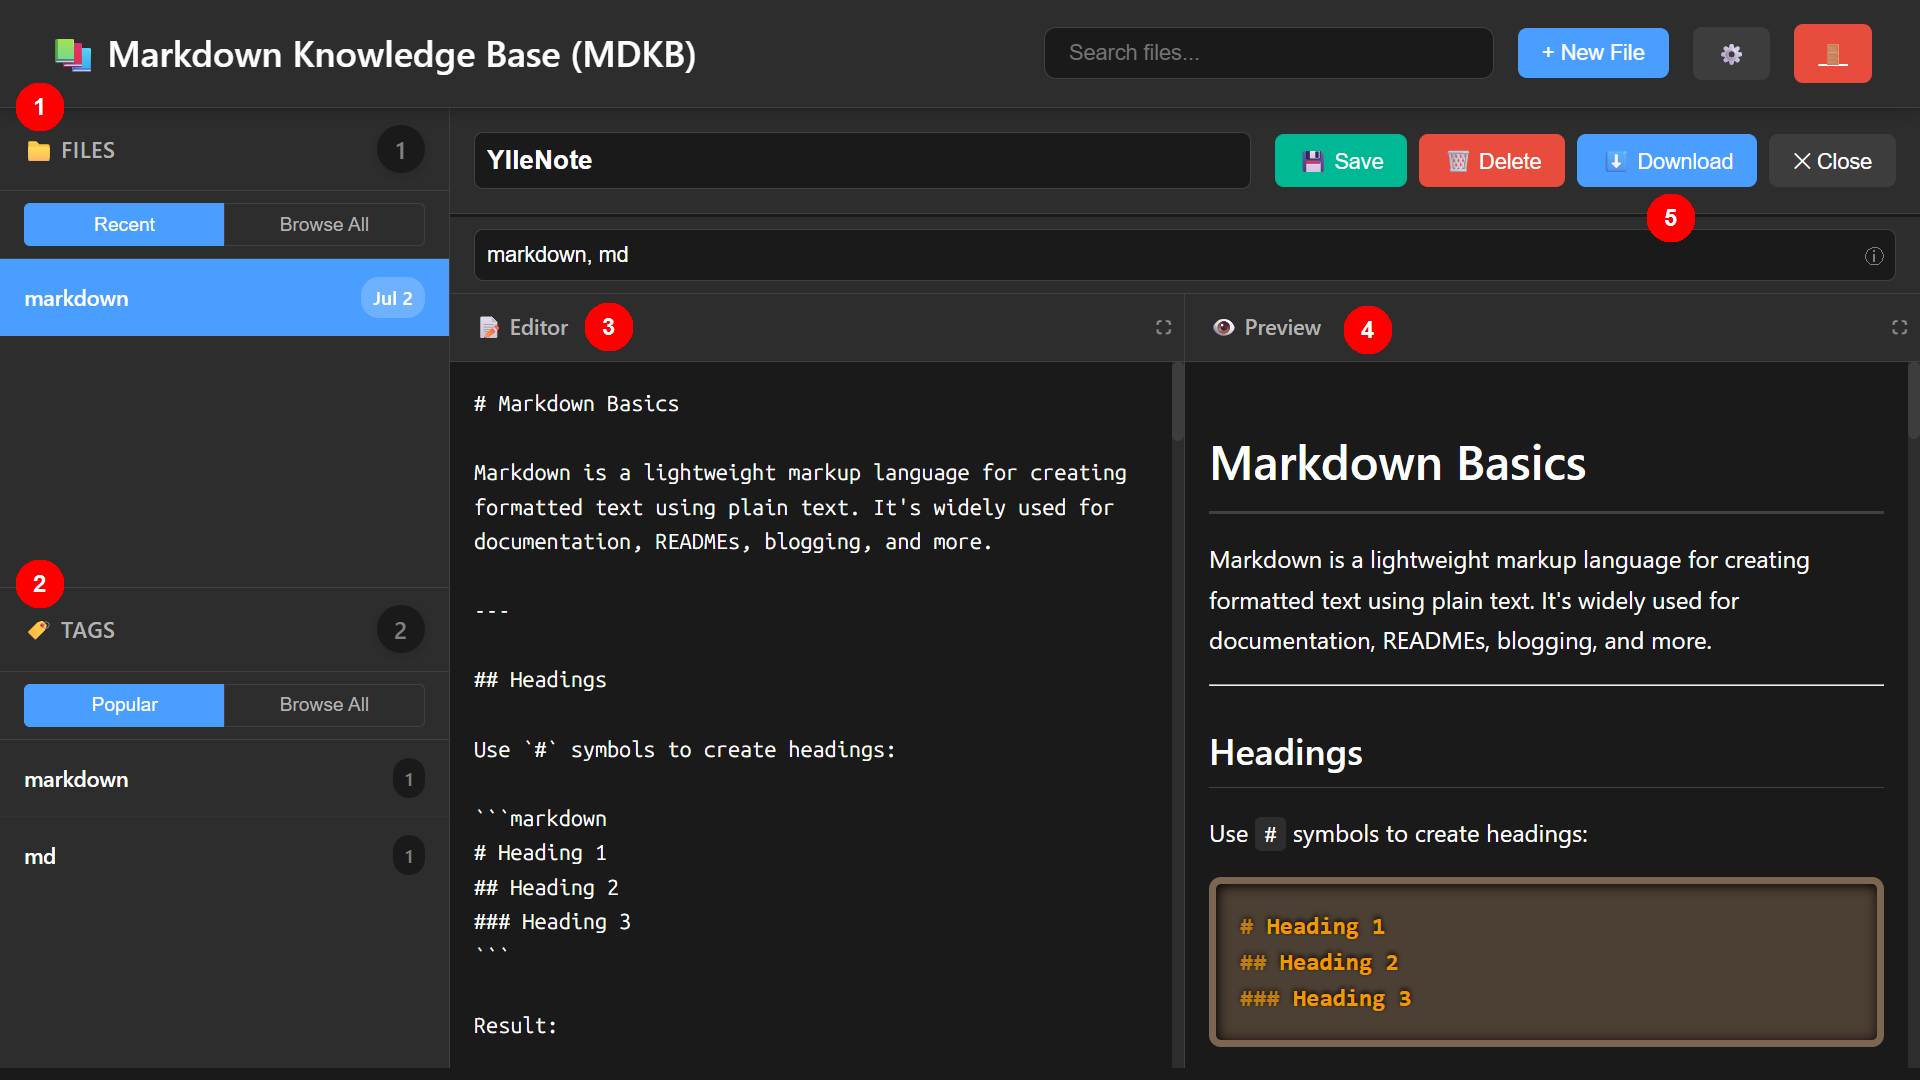 Markdown Knowledge Base (MDKB)
Search files...
+ New File
1
FILES
1
Recent
Browse All
markdown
Jul 2
2
TAGS
2
Popular
Browse All
markdown
1
md
1
YlleNote
Save
Delete
Download
Close
5
markdown, md
Editor
3
# Markdown Basics
Markdown is a lightweight markup language for creating
formatted text using plain text. It's widely used for
documentation, READMEs, blogging, and more.
---
## Headings
Use `#` symbols to create headings:
```markdown
# Heading 1
## Heading 2
### Heading 3
```
Result:
Preview
4
Markdown Basics
Markdown is a lightweight markup language for creating
formatted text using plain text. It's widely used for
documentation, READMEs, blogging, and more.
Headings
Use # symbols to create headings:
# Heading 1
## Heading 2
### Heading 3